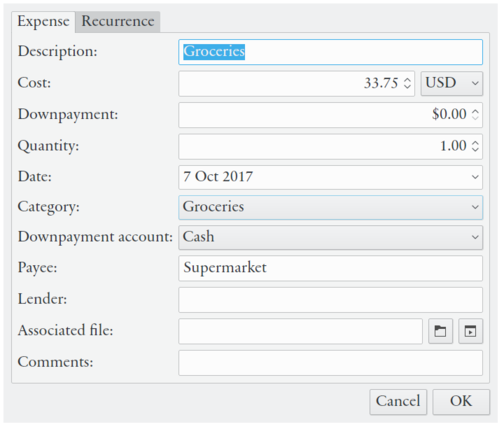 Expense Recurrence
Description: Groceries
Cost: 33.75 USD
Downpayment: $0.00
Quantity: 1.00
Date: 7 Oct 2017
Category: Groceries
Downpayment account: Cash
Payee: Supermarket
Lender:
Associated file:
Comments:
Cancel OK